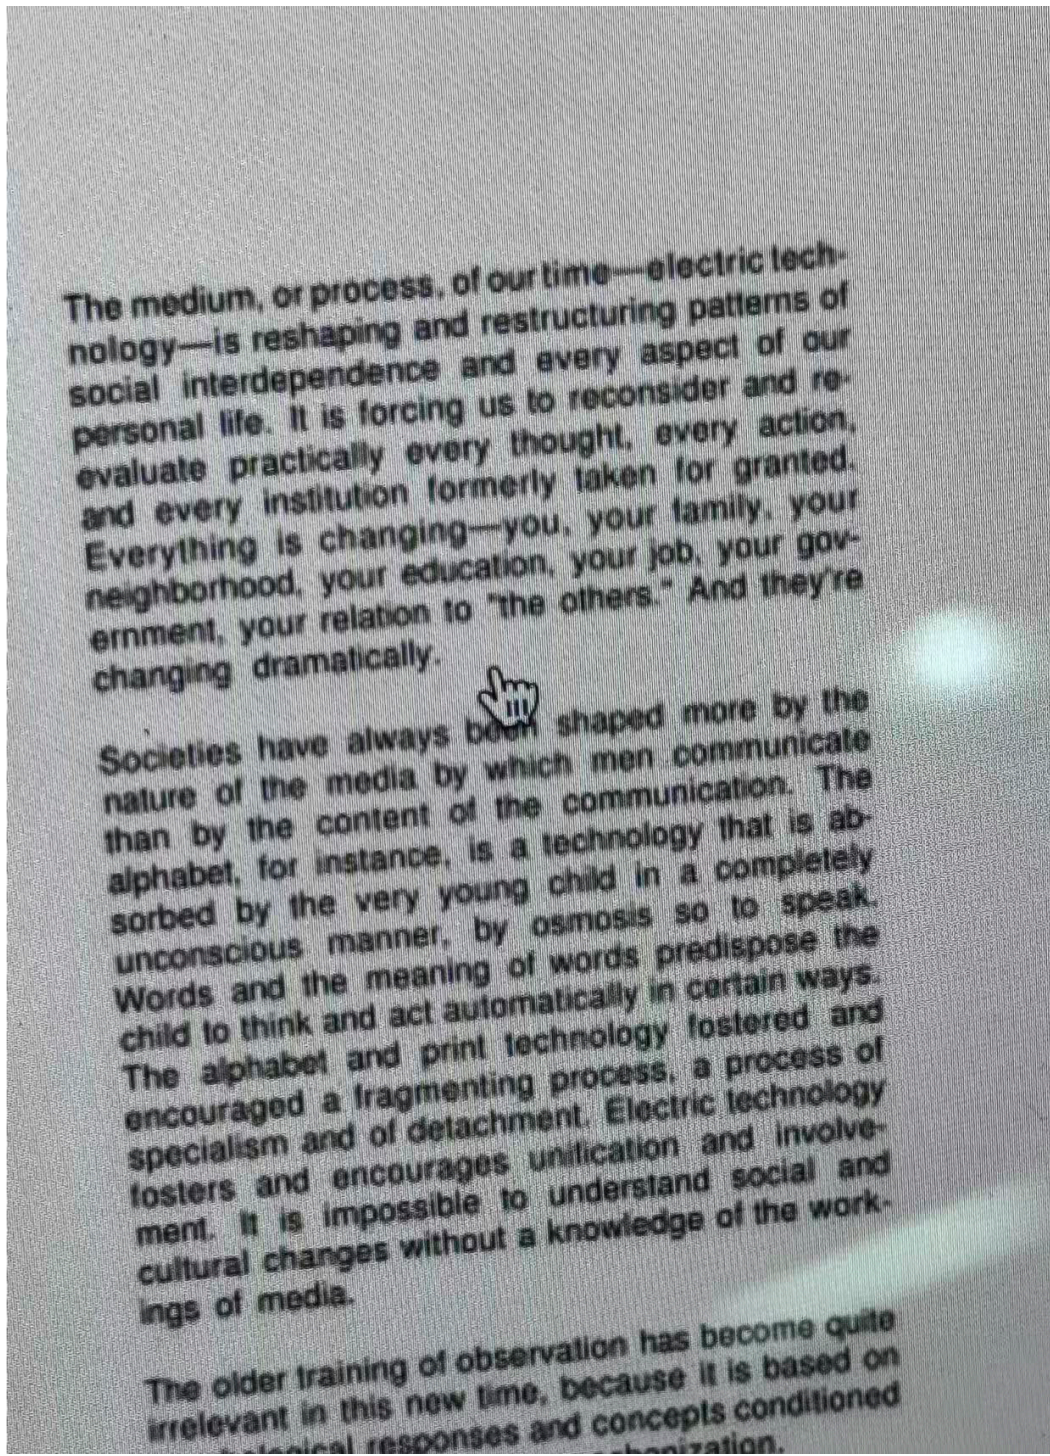 The medium, or process, of our time—electric tech-
nology—is reshaping and restructuring patterns of
social interdependence and every aspect of our
personal life. It is forcing us to reconsider and re-
evaluate practically every thought, every action,
and every institution formerly taken for granted.
Everything is changing—you, your family, your
neighborhood, your education, your job, your gov-
ernment, your relation to "the others." And they're
changing dramatically.
Societies have always been shaped more by the
nature of the media by which men communicate
than by the content of the communication. The
alphabet, for instance, is a technology that is ab-
sorbed by the very young child in a completely
unconscious manner, by osmosis so to speak.
Words and the meaning of words predispose the
child to think and act automatically in certain ways.
The alphabet and print technology fostered and
encouraged a fragmenting process, a process of
specialism and of detachment. Electric technology
fosters and encourages unification and involve-
ment. It is impossible to understand social and
cultural changes without a knowledge of the work-
ings of media.
The older training of observation has become quite
irrelevant in this new time, because it is based on
responses and concepts conditioned